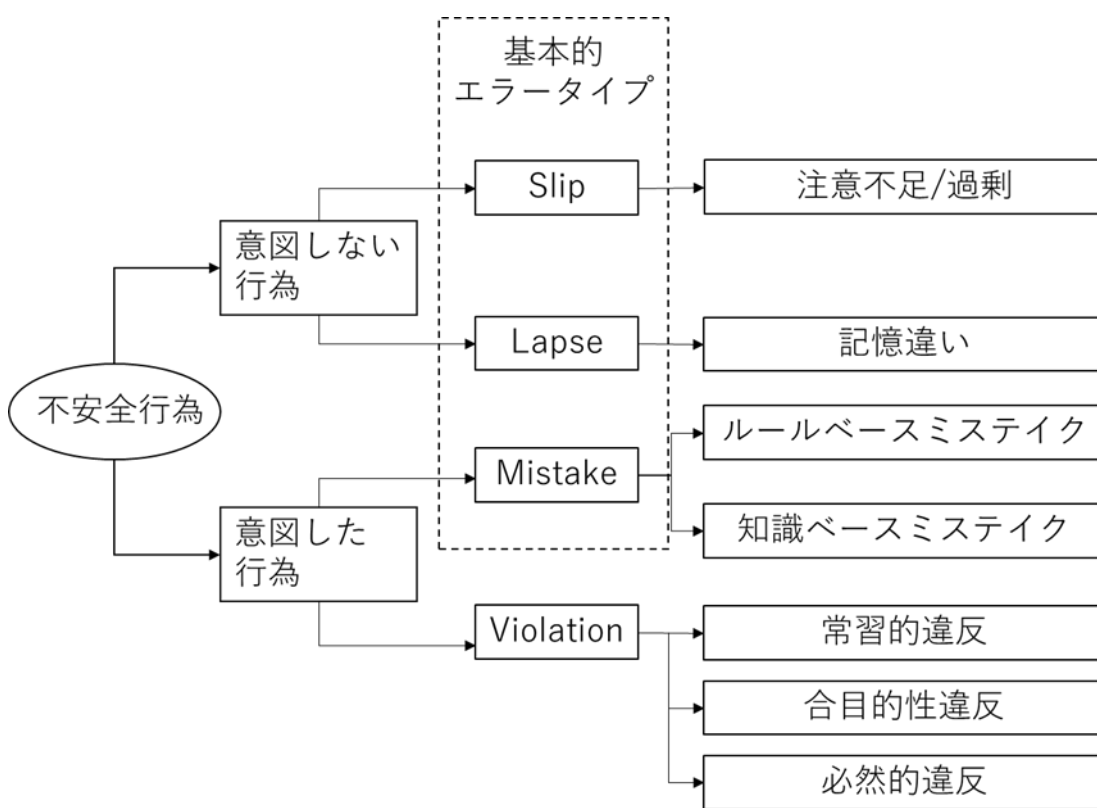 基本的
エラータイプ
Slip
注意不足/過剰
意図しない
行為
Lapse
記憶違い
不安全行為
ルールベースミステイク
Mistake
知識ベースミステイク
意図した
行為
Violation
常習的違反
合目的性違反
必然的違反